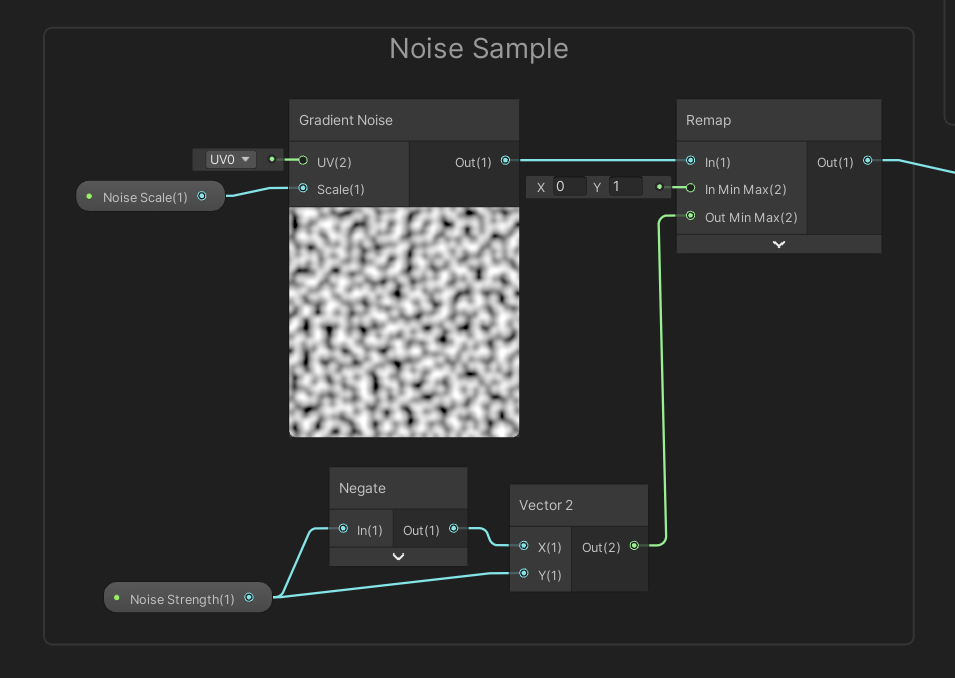 Noise Sample
Gradient Noise
UV0
UV(2)
Out(1)
Noise Scale(1)
Scale(1)
Remap
In(1)
Out(1)
X 0 Y 1
In Min Max(2)
Out Min Max(2)
Negate
In(1)
Out(1)
Vector 2
X(1)
Out(2)
Y(1)
Noise Strength(1)